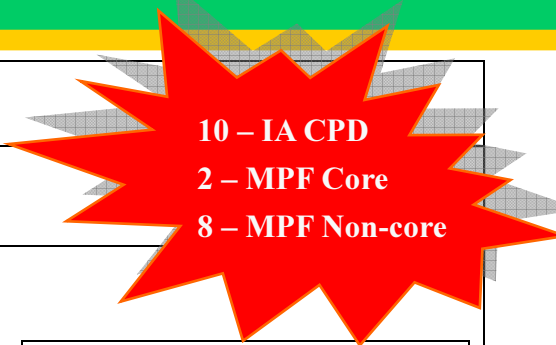 10 – IA CPD
2 – MPF Core
8 – MPF Non-core